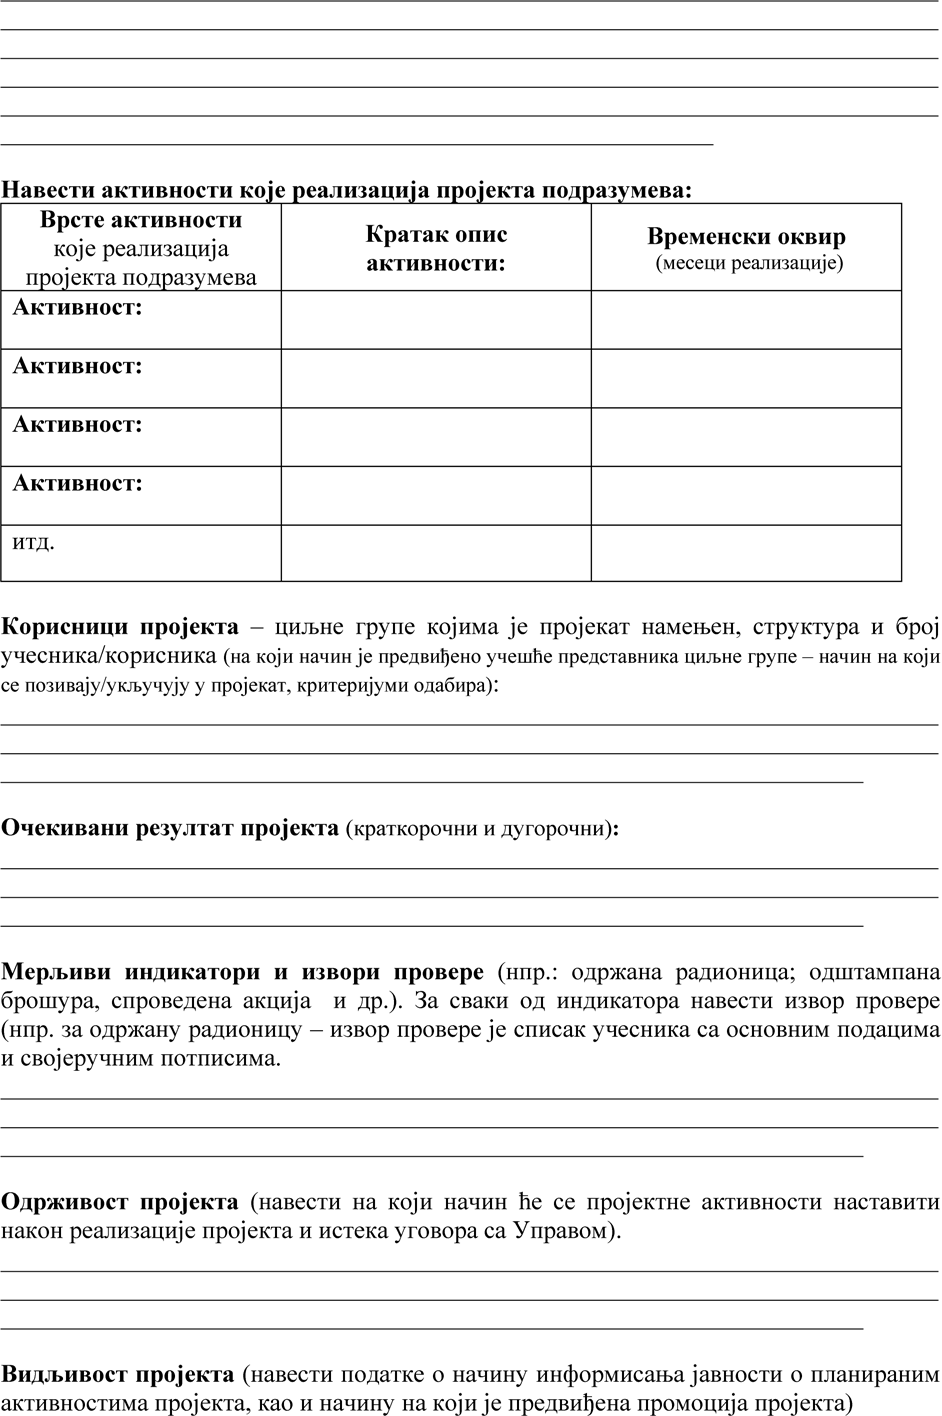 Навести активности које реализација пројекта подразумева:
Врсте активности
које реализација
пројекта подразумева
Кратак опис
активности:
Временски оквир
(месеци реализације)
Активност:
Активност:
Активност:
Активност:
итд.
Корисници пројекта – циљне групе којима је пројекат намењен, структура и број
учесника/корисника (на који начин је предвиђено учешће представника циљне групе – начин на који
се позивају/укључују у пројекат, критеријуми одабира):
Очекивани резултат пројекта (краткорочни и дугорочни):
Мерљиви индикатори и извори провере (нпр.: одржана радионица; одштампана
брошура, спроведена акција и др.). За сваки од индикатора навести извор провере
(нпр. за одржану радионицу – извор провере је списак учесника са основним подацима
и својеручним потписима.
Одрживост пројекта (навести на који начин ће се пројектне активности наставити
након реализације пројекта и истека уговора са Управом).
Видљивост пројекта (навести податке о начину информисања јавности о планираним
активностима пројекта, као и начину на који је предвиђена промоција пројекта)